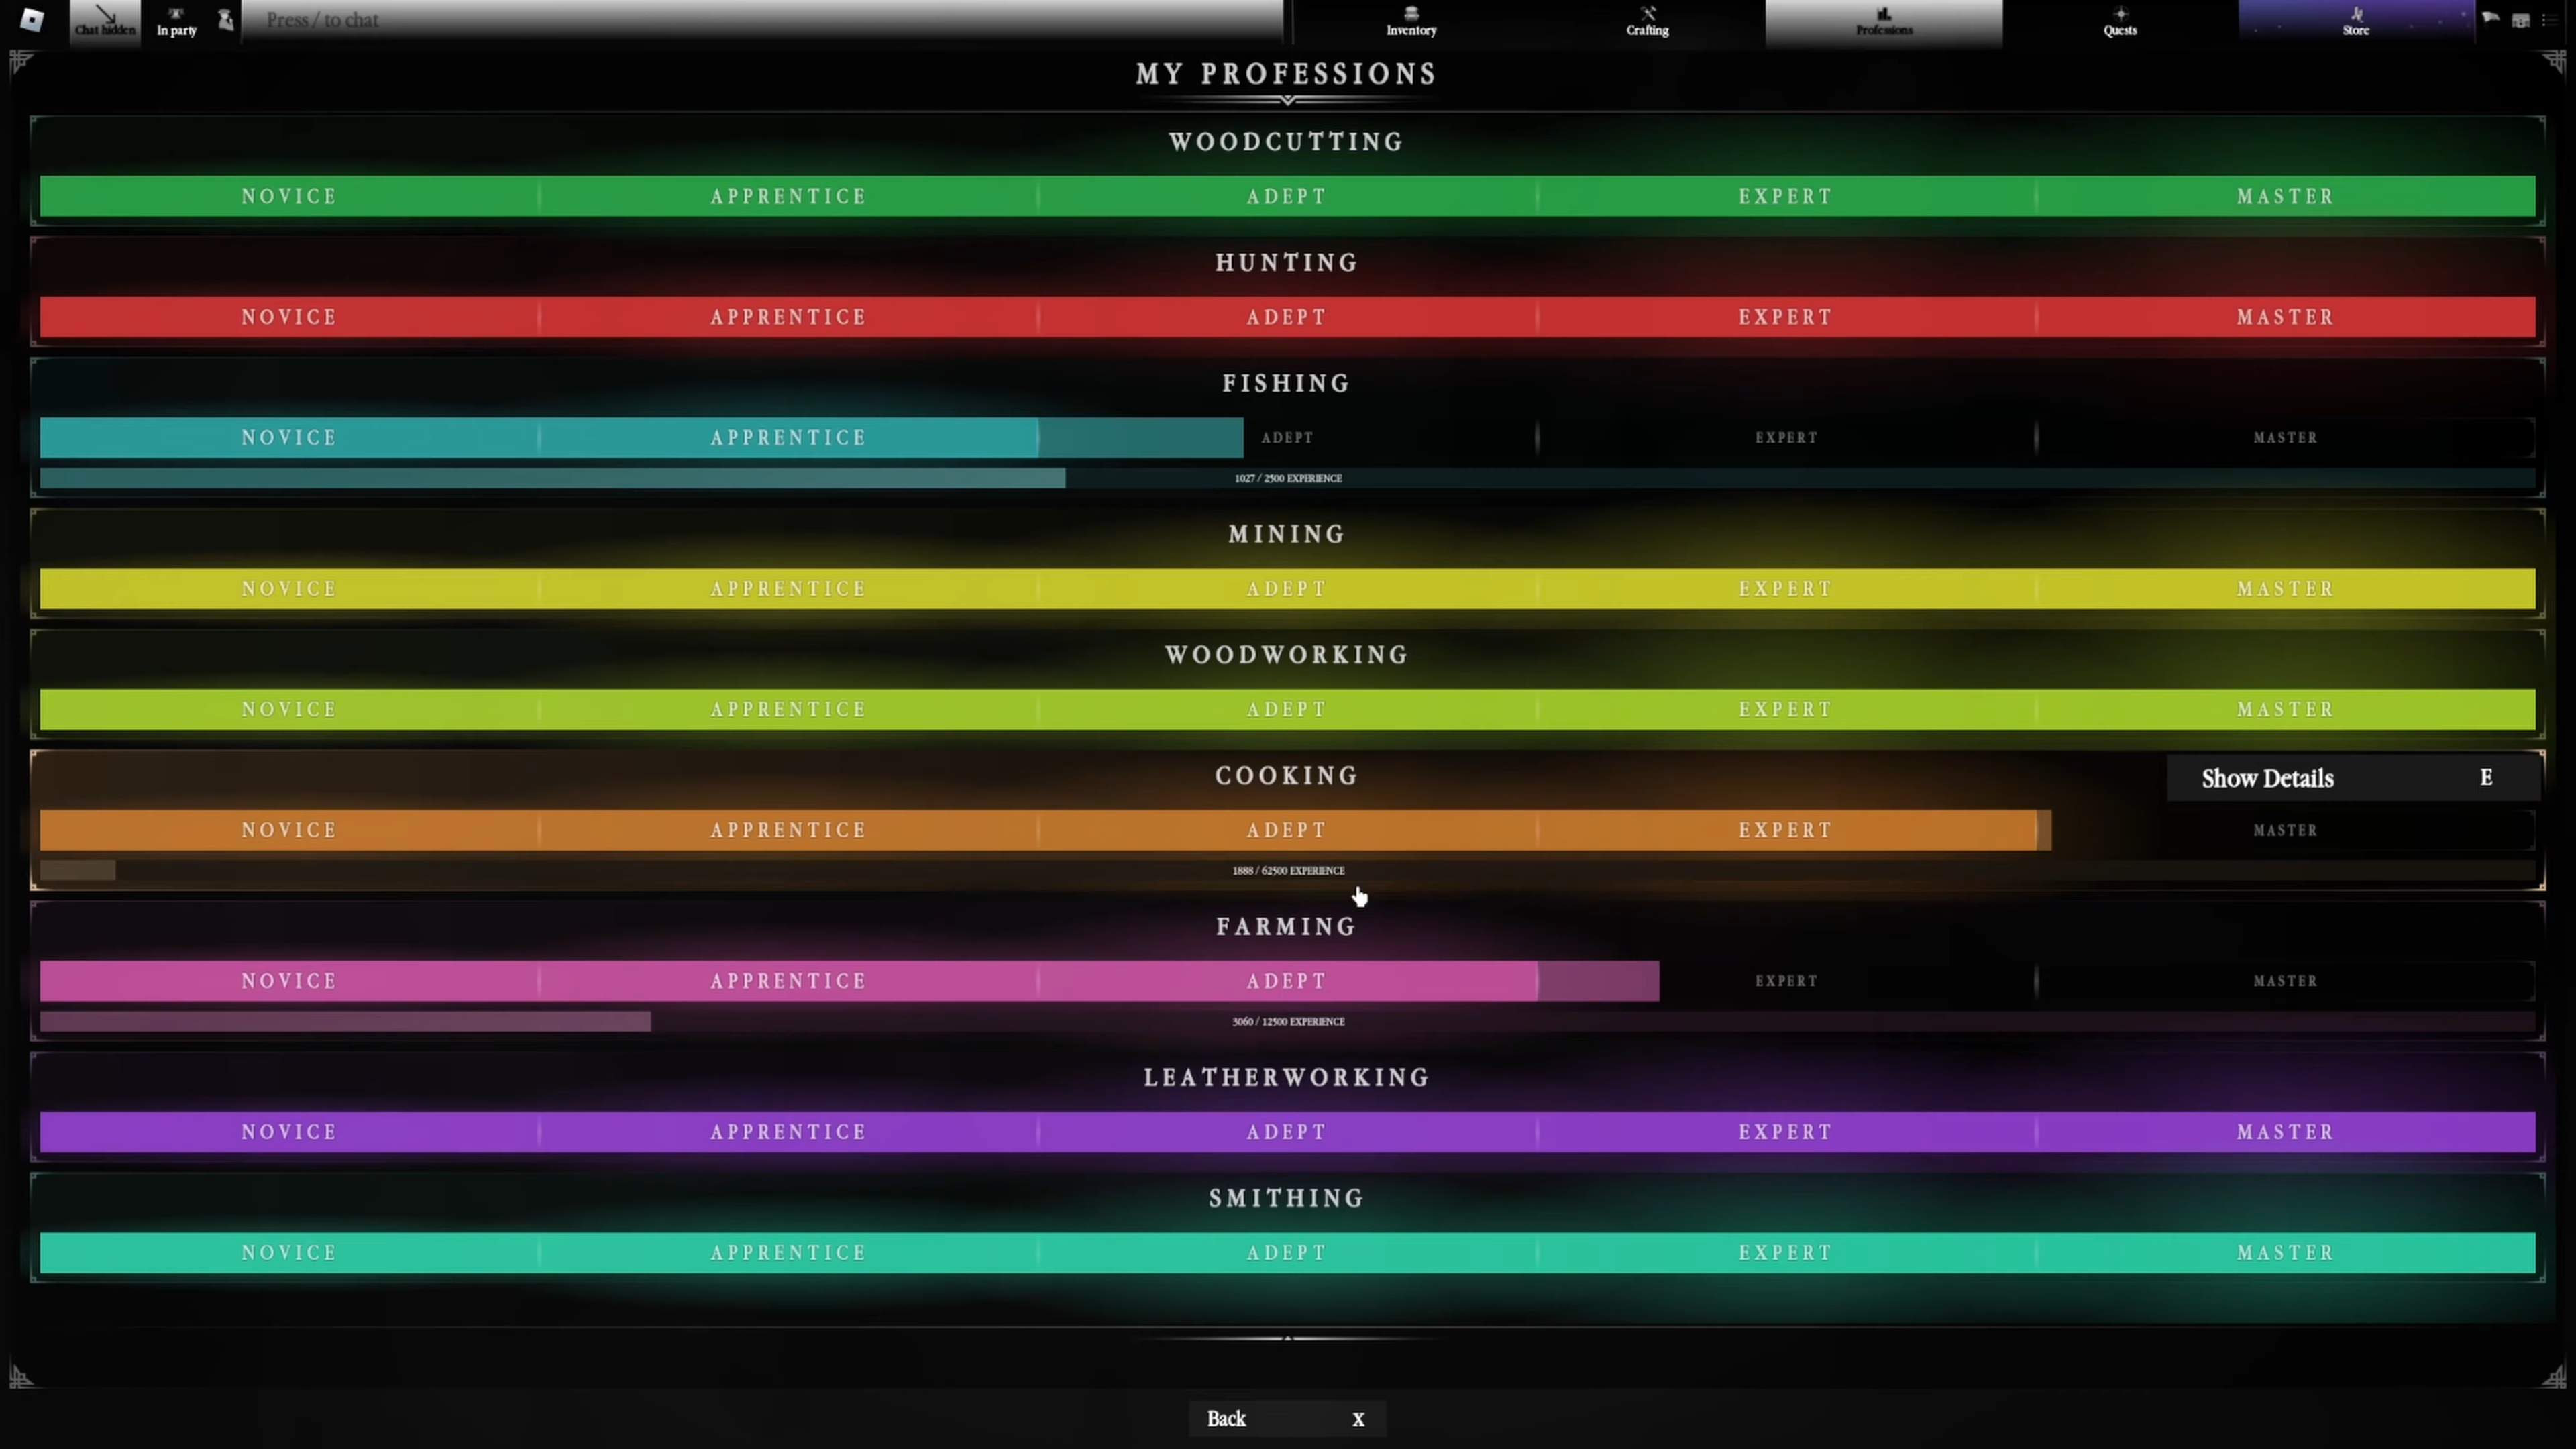 Chat hidden In party Press / to chat Inventory Crafting Professions Quests Store
MY PROFESSIONS
WOODCUTTING
NOVICE APPRENTICE ADEPT EXPERT MASTER
HUNTING
NOVICE APPRENTICE ADEPT EXPERT MASTER
FISHING
NOVICE APPRENTICE ADEPT EXPERT MASTER
1027 / 2500 EXPERIENCE
MINING
NOVICE APPRENTICE ADEPT EXPERT MASTER
WOODWORKING
NOVICE APPRENTICE ADEPT EXPERT MASTER
COOKING
Show Details E
NOVICE APPRENTICE ADEPT EXPERT MASTER
1888 / 62500 EXPERIENCE
FARMING
NOVICE APPRENTICE ADEPT EXPERT MASTER
3060 / 12500 EXPERIENCE
LEATHERWORKING
NOVICE APPRENTICE ADEPT EXPERT MASTER
SMITHING
NOVICE APPRENTICE ADEPT EXPERT MASTER
Back X